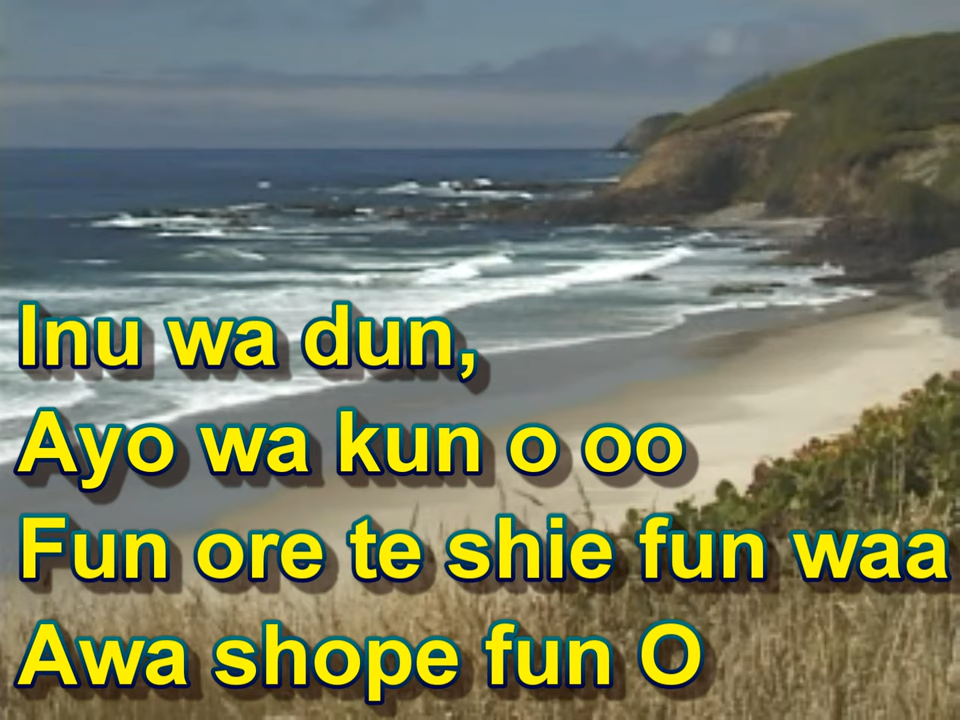 Inu wa dun,
Ayo wa kun o oo
Fun ore te shie fun waa
Awa shope fun O